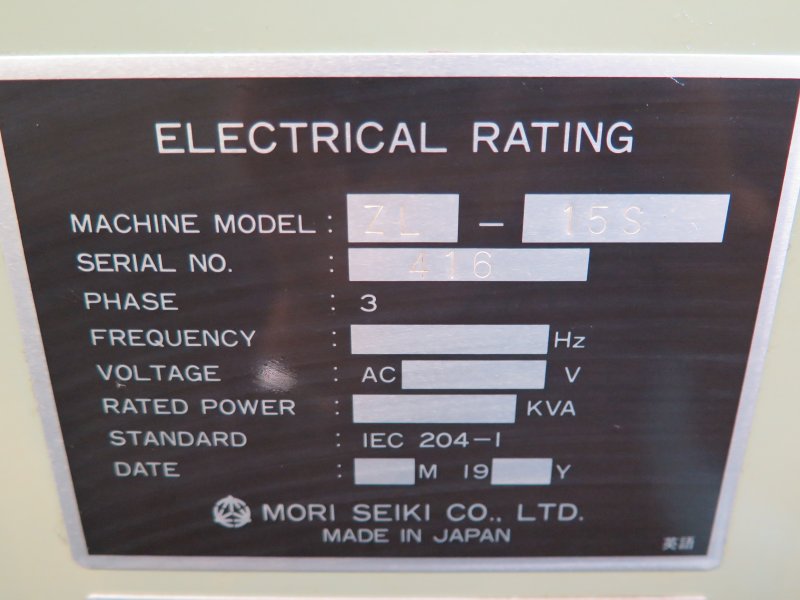 ELECTRICAL RATING
MACHINE MODEL : ZL - 15S
SERIAL NO. : 416
PHASE : 3
FREQUENCY : Hz
VOLTAGE : AC V
RATED POWER : KVA
STANDARD : IEC 204-1
DATE : M 19 Y
MORI SEIKI CO., LTD.
MADE IN JAPAN
英語